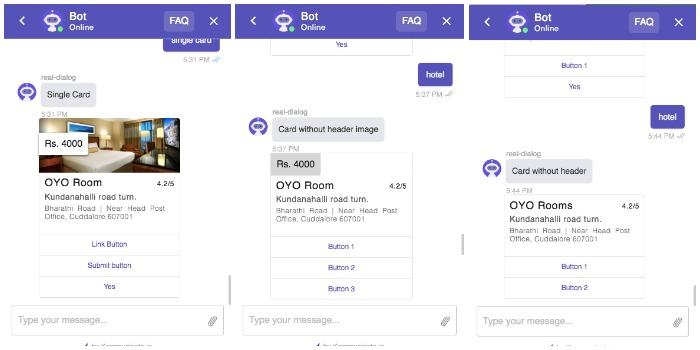 Bot
Online
FAQ
single card
5:31 PM
real-dialog
Single Card
5:31 PM
Rs. 4000
OYO Room 4.2/5
Kundanahalli road turn.
Bharathi Road | Near Head Post
Office, Cuddalore 607001
Link Button
Submit button
Yes
Type your message...
Bot
Online
FAQ
Yes
hotel
5:37 PM
real-dialog
Card without header image
5:37 PM
Rs. 4000
OYO Room 4.2/5
Kundanahalli road turn.
Bharathi Road | Near Head Post
Office, Cuddalore 607001
Button 1
Button 2
Button 3
Type your message...
Bot
Online
FAQ
Button 1
Yes
hotel
5:44 PM
real-dialog
Card without header
5:44 PM
OYO Rooms 4.2/5
Kundanahalli road turn.
Bharathi Road | Near Head Post
Office, Cuddalore 607001
Button 1
Button 2
Type your message...